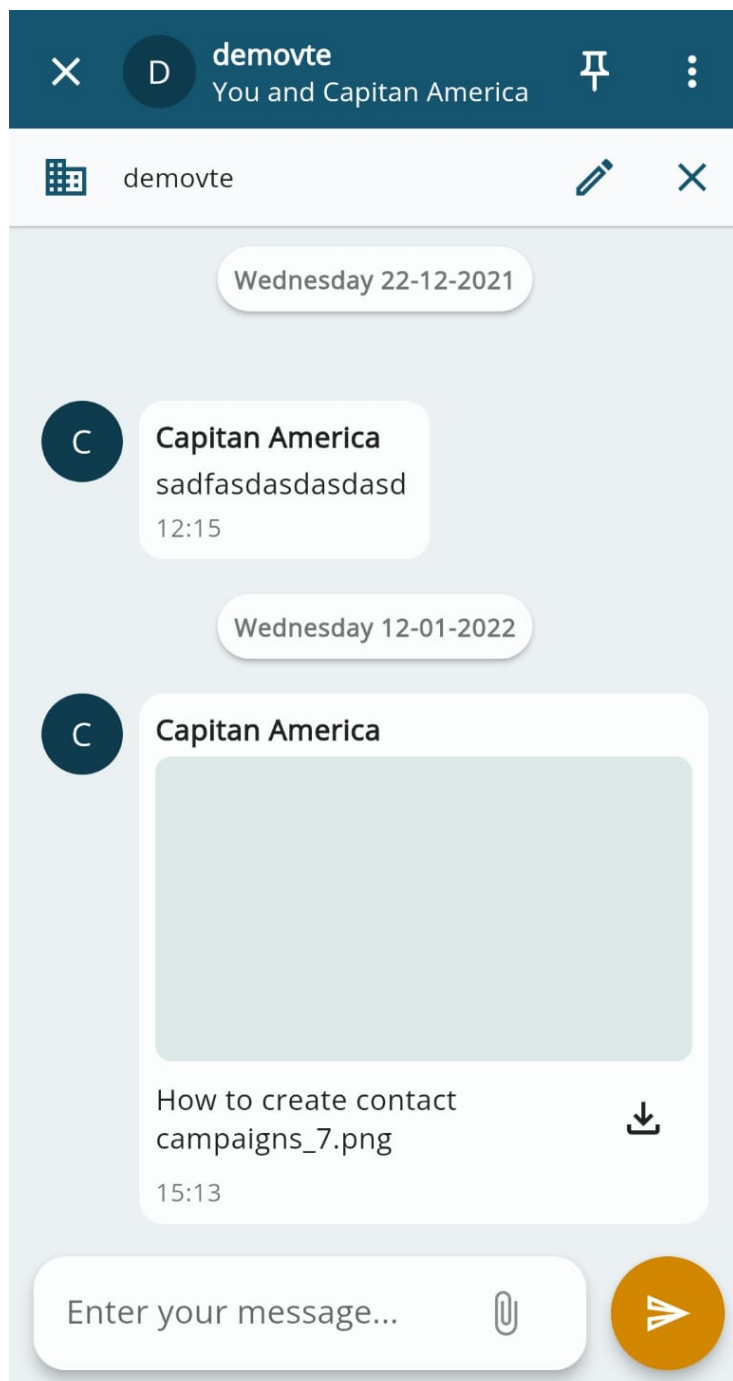 D
demovte
You and Capitan America
demovte
Wednesday 22-12-2021
C
Capitan America
sadfasdasdasdasd
12:15
Wednesday 12-01-2022
C
Capitan America
How to create contact
campaigns_7.png
15:13
Enter your message...